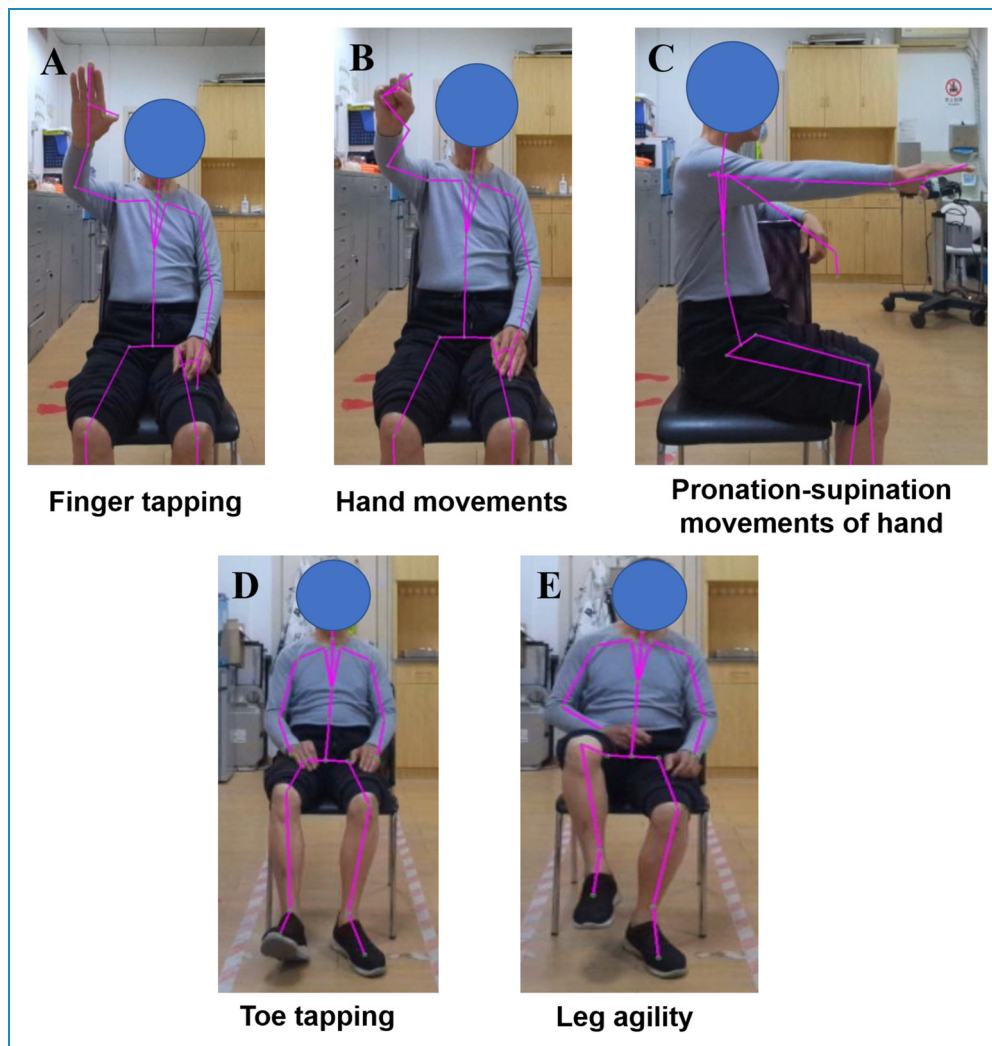 A
B
C
Finger tapping
Hand movements
Pronation-supination
movements of hand
D
E
Toe tapping
Leg agility